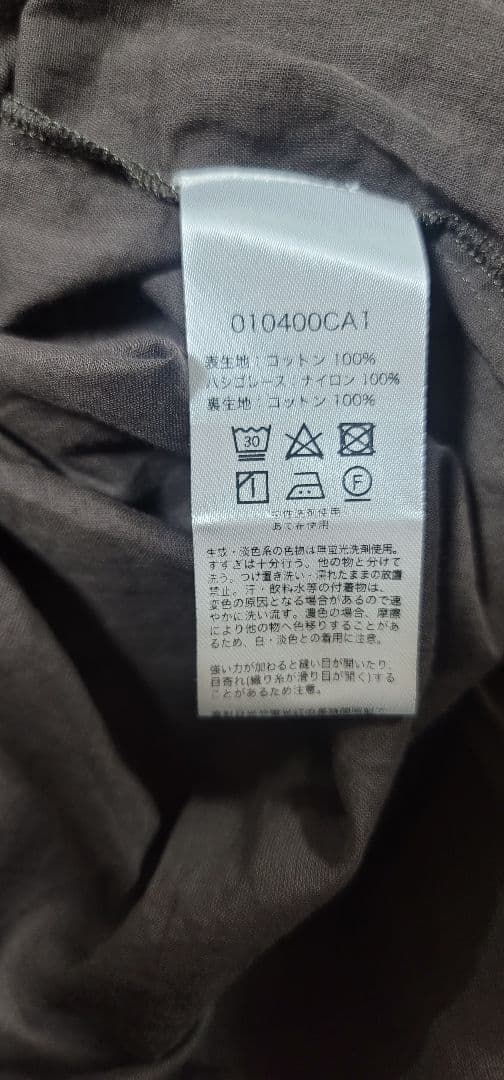 010400CA1
表生地：コットン 100%
ハシゴレース：ナイロン 100%
裏生地：コットン 100%
30
F
中性洗剤使用
あて布使用
生成・淡色系の色物は無蛍光洗剤使用。
すすぎは十分行う。他の物と分けて
洗う。つけ置き洗い・濡れたままの放置
禁止。汗・飲料水等の付着物は、
変色の原因となる場合があるので速
やかに洗い流す。濃色の場合、摩擦
により他の物へ色移りすることがあ
るため、白・淡色との着用に注意。
強い力が加わると縫い目が開いたり、
目寄れ(織り糸が滑り目が開く)する
ことがあるため注意。